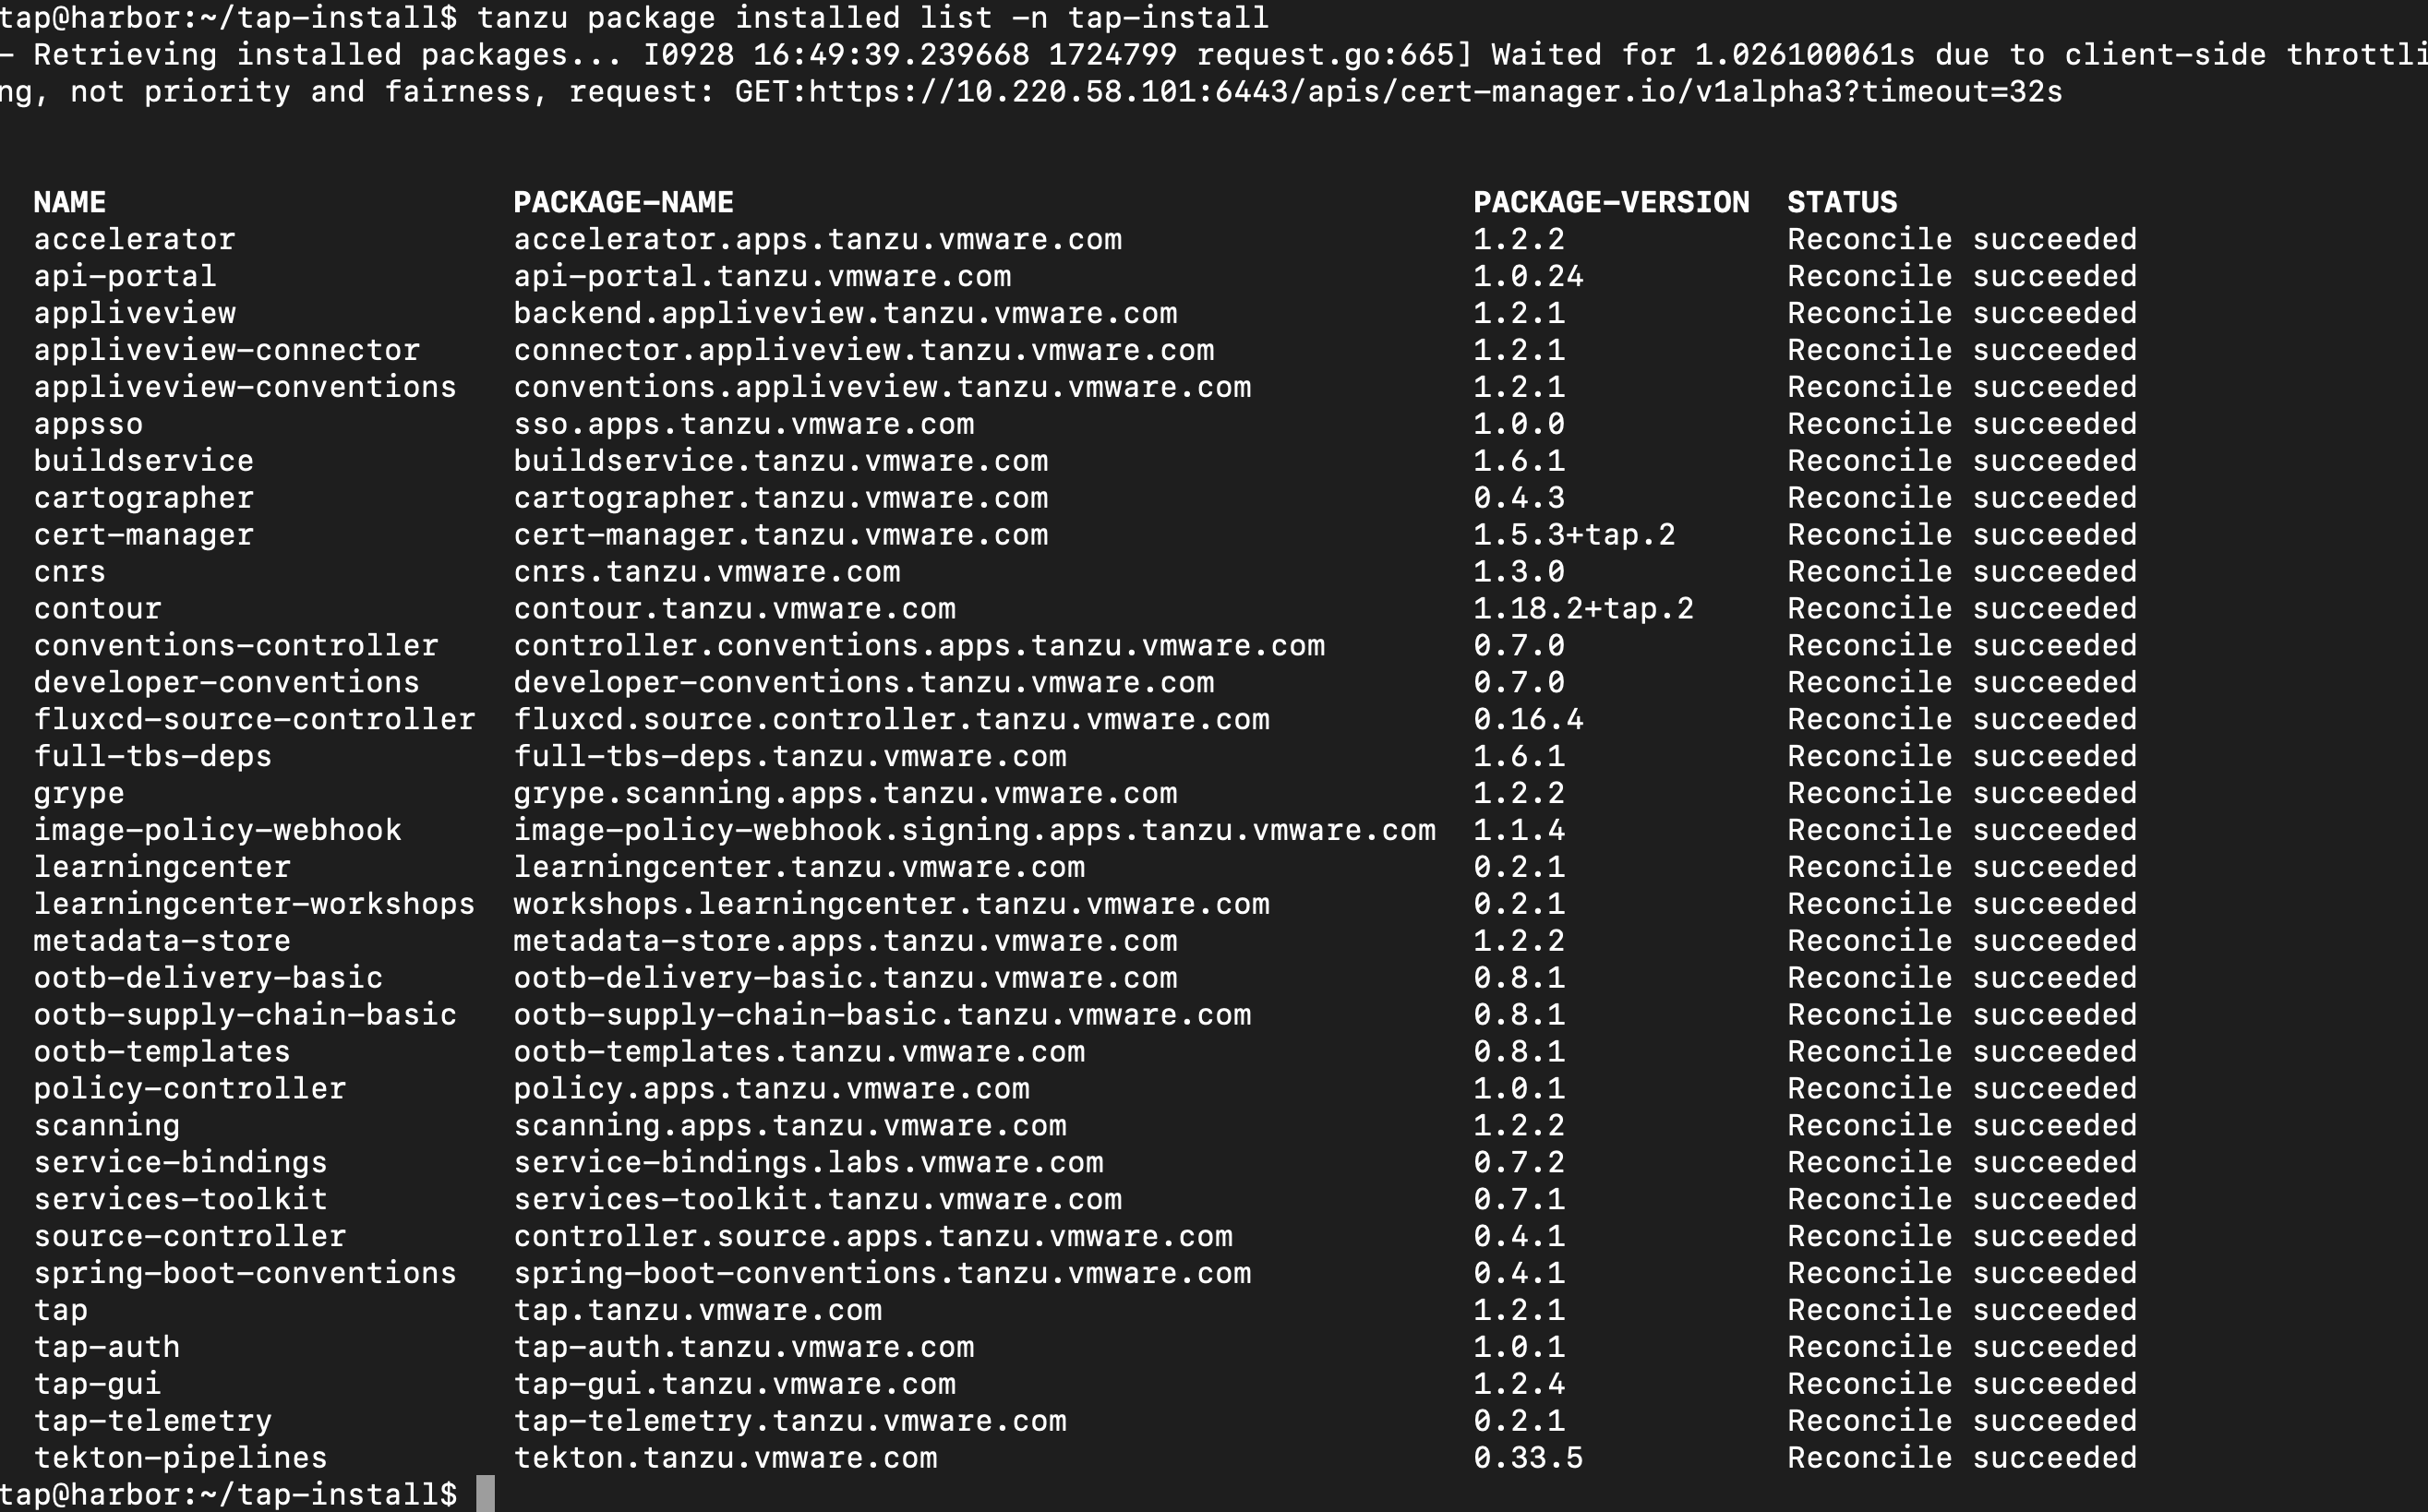 tap@harbor:~/tap-install$ tanzu package installed list -n tap-install
- Retrieving installed packages... I0928 16:49:39.239668 1724799 request.go:665] Waited for 1.026100061s due to client-side throttli
ng, not priority and fairness, request: GET:https://10.220.58.101:6443/apis/cert-manager.io/v1alpha3?timeout=32s
NAME PACKAGE-NAME PACKAGE-VERSION STATUS
accelerator accelerator.apps.tanzu.vmware.com 1.2.2 Reconcile succeeded
api-portal api-portal.tanzu.vmware.com 1.0.24 Reconcile succeeded
appliveview backend.appliveview.tanzu.vmware.com 1.2.1 Reconcile succeeded
appliveview-connector connector.appliveview.tanzu.vmware.com 1.2.1 Reconcile succeeded
appliveview-conventions conventions.appliveview.tanzu.vmware.com 1.2.1 Reconcile succeeded
appsso sso.apps.tanzu.vmware.com 1.0.0 Reconcile succeeded
buildservice buildservice.tanzu.vmware.com 1.6.1 Reconcile succeeded
cartographer cartographer.tanzu.vmware.com 0.4.3 Reconcile succeeded
cert-manager cert-manager.tanzu.vmware.com 1.5.3+tap.2 Reconcile succeeded
cnrs cnrs.tanzu.vmware.com 1.3.0 Reconcile succeeded
contour contour.tanzu.vmware.com 1.18.2+tap.2 Reconcile succeeded
conventions-controller controller.conventions.apps.tanzu.vmware.com 0.7.0 Reconcile succeeded
developer-conventions developer-conventions.tanzu.vmware.com 0.7.0 Reconcile succeeded
fluxcd-source-controller fluxcd.source.controller.tanzu.vmware.com 0.16.4 Reconcile succeeded
full-tbs-deps full-tbs-deps.tanzu.vmware.com 1.6.1 Reconcile succeeded
grype grype.scanning.apps.tanzu.vmware.com 1.2.2 Reconcile succeeded
image-policy-webhook image-policy-webhook.signing.apps.tanzu.vmware.com 1.1.4 Reconcile succeeded
learningcenter learningcenter.tanzu.vmware.com 0.2.1 Reconcile succeeded
learningcenter-workshops workshops.learningcenter.tanzu.vmware.com 0.2.1 Reconcile succeeded
metadata-store metadata-store.apps.tanzu.vmware.com 1.2.2 Reconcile succeeded
ootb-delivery-basic ootb-delivery-basic.tanzu.vmware.com 0.8.1 Reconcile succeeded
ootb-supply-chain-basic ootb-supply-chain-basic.tanzu.vmware.com 0.8.1 Reconcile succeeded
ootb-templates ootb-templates.tanzu.vmware.com 0.8.1 Reconcile succeeded
policy-controller policy.apps.tanzu.vmware.com 1.0.1 Reconcile succeeded
scanning scanning.apps.tanzu.vmware.com 1.2.2 Reconcile succeeded
service-bindings service-bindings.labs.vmware.com 0.7.2 Reconcile succeeded
services-toolkit services-toolkit.tanzu.vmware.com 0.7.1 Reconcile succeeded
source-controller controller.source.apps.tanzu.vmware.com 0.4.1 Reconcile succeeded
spring-boot-conventions spring-boot-conventions.tanzu.vmware.com 0.4.1 Reconcile succeeded
tap tap.tanzu.vmware.com 1.2.1 Reconcile succeeded
tap-auth tap-auth.tanzu.vmware.com 1.0.1 Reconcile succeeded
tap-gui tap-gui.tanzu.vmware.com 1.2.4 Reconcile succeeded
tap-telemetry tap-telemetry.tanzu.vmware.com 0.2.1 Reconcile succeeded
tekton-pipelines tekton.tanzu.vmware.com 0.33.5 Reconcile succeeded
tap@harbor:~/tap-install$